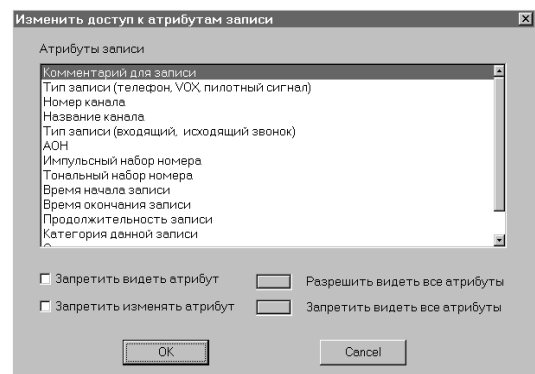 Изменить доступ к атрибутам записи
Атрибуты записи
Комментарий для записи
Тип записи (телефон, VOX, пилотный сигнал)
Номер канала
Название канала
Тип записи (входящий, исходящий звонок)
АОН
Импульсный набор номера
Тональный набор номера
Время начала записи
Время окончания записи
Продолжительность записи
Категория данной записи
Запретить видеть атрибут Разрешить видеть все атрибуты
Запретить изменять атрибут Запретить видеть все атрибуты
OK Cancel